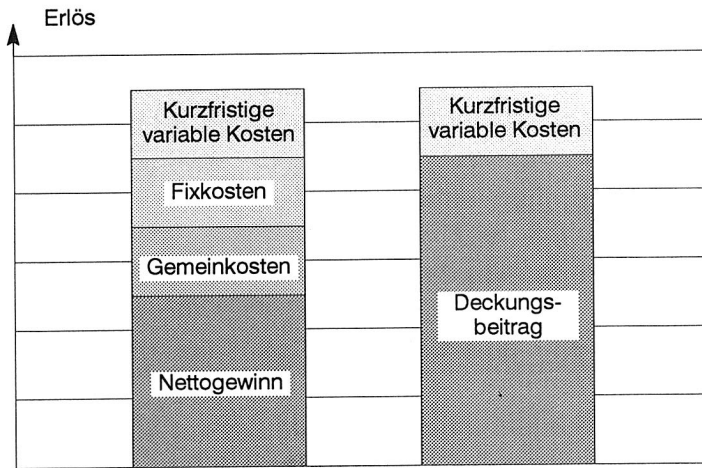 Erlös
Kurzfristige
variable Kosten
Fixkosten
Gemeinkosten
Nettogewinn
Kurzfristige
variable Kosten
Deckungs-
beitrag